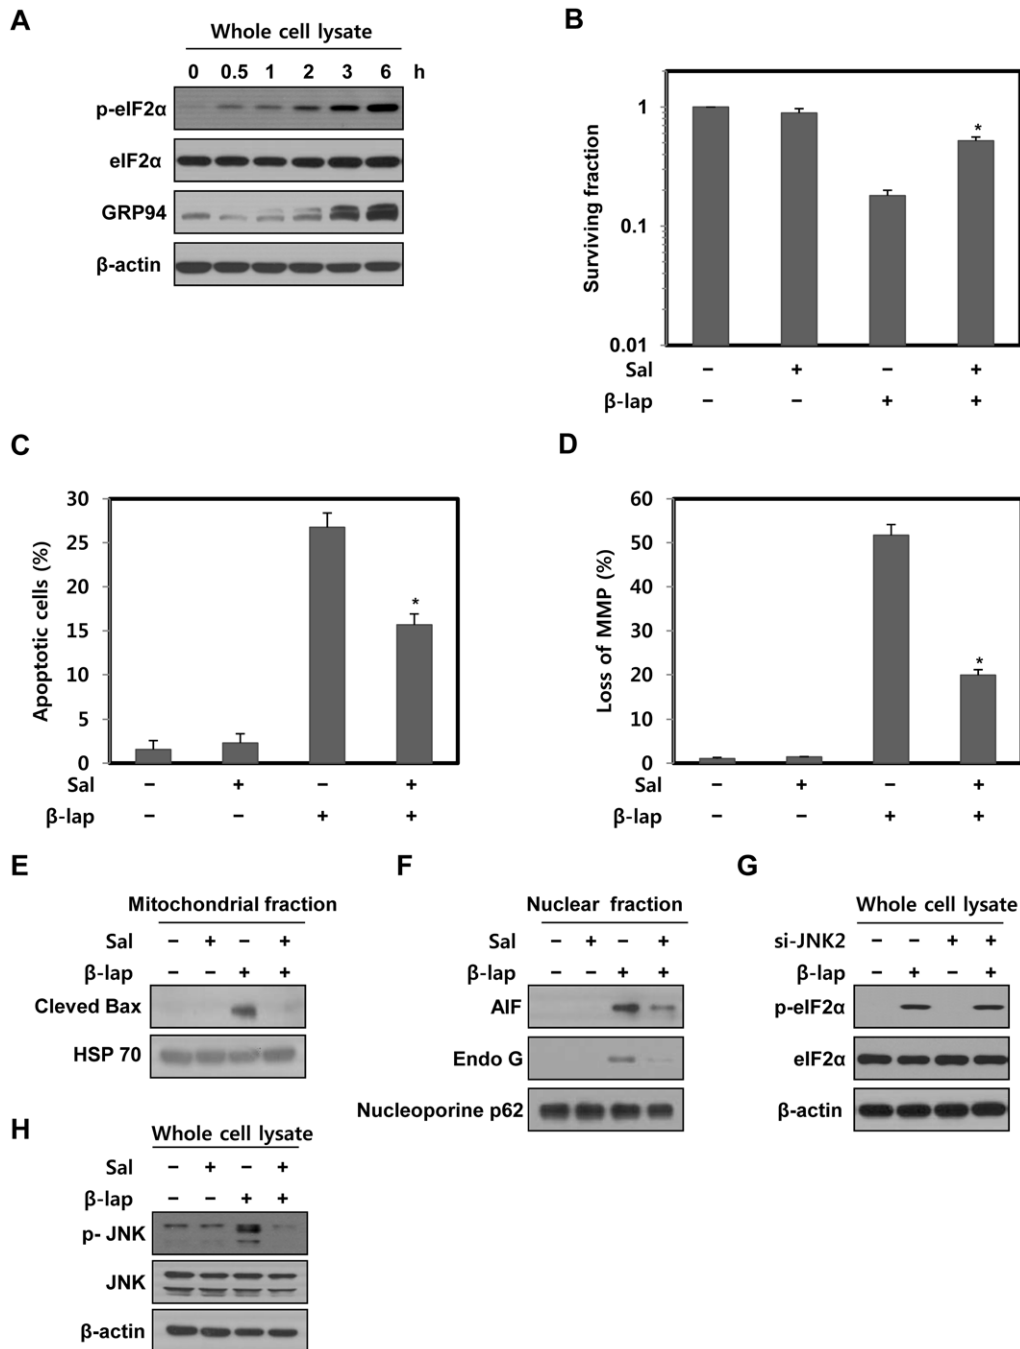 A
Whole cell lysate
0 0.5 1 2 3 6 h
p-eIF2α
eIF2α
GRP94
β-actin
B
Surviving fraction
1
*
0.1
0.01
Sal − + − +
β-lap − − + +
C
Apoptotic cells (%)
30
25
20
15
10
5
0
*
Sal − + − +
β-lap − − + +
D
Loss of MMP (%)
60
50
40
30
20
10
0
*
Sal − + − +
β-lap − − + +
E
Mitochondrial fraction
Sal − + − +
β-lap − − + +
Cleved Bax
HSP 70
F
Nuclear fraction
Sal − + − +
β-lap − − + +
AIF
Endo G
Nucleoporine p62
G
Whole cell lysate
si-JNK2 − − + +
β-lap − + − +
p-eIF2α
eIF2α
β-actin
H
Whole cell lysate
Sal − + − +
β-lap − − + +
p- JNK
JNK
β-actin